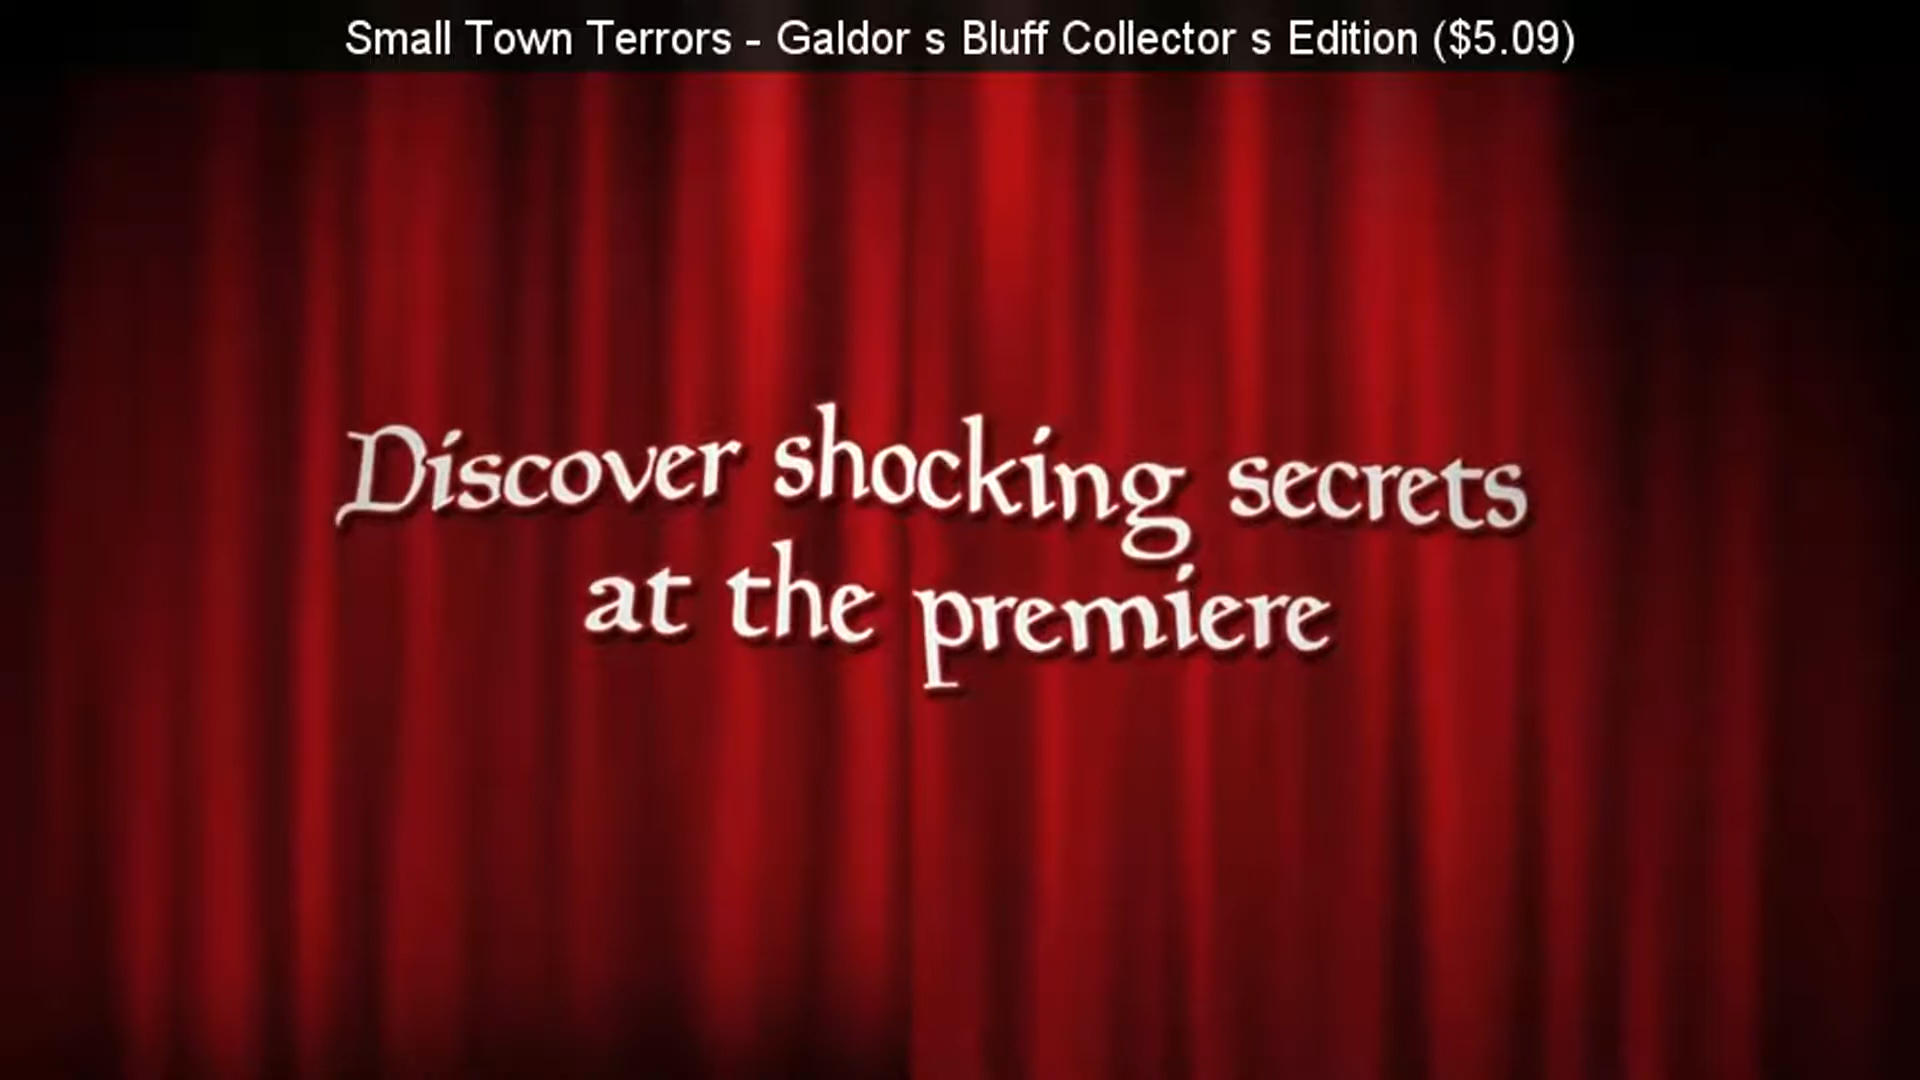 Small Town Terrors - Galdor s Bluff Collector s Edition ($5.09)
Discover shocking secrets
at the premiere